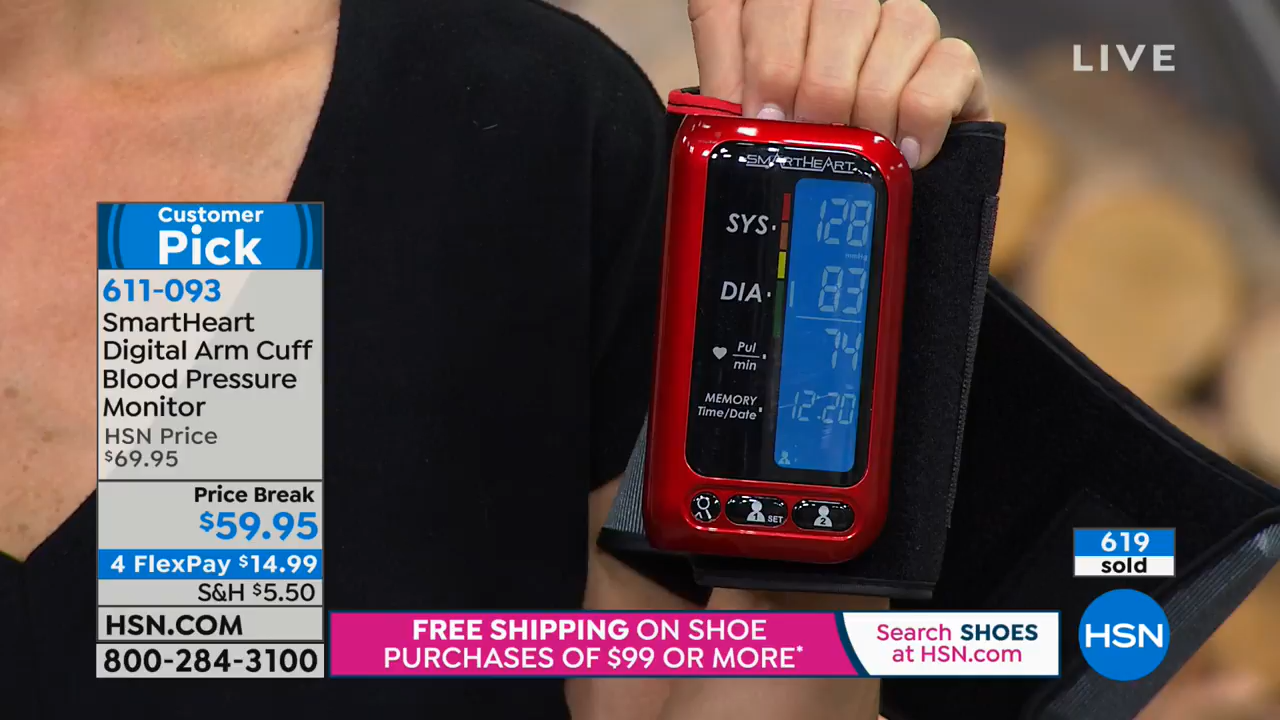 LIVE
Customer
Pick
611-093
SmartHeart
Digital Arm Cuff
Blood Pressure
Monitor
HSN Price
$69.95
Price Break
$59.95
4 FlexPay $14.99
S&H $5.50
HSN.COM
800-284-3100
SMARTHEART
SYS
128
mmHg
DIA
83
Pul
min
74
MEMORY
Time/Date
12:20
1 SET
2
619
sold
FREE SHIPPING ON SHOE
PURCHASES OF $99 OR MORE*
Search SHOES
at HSN.com
HSN